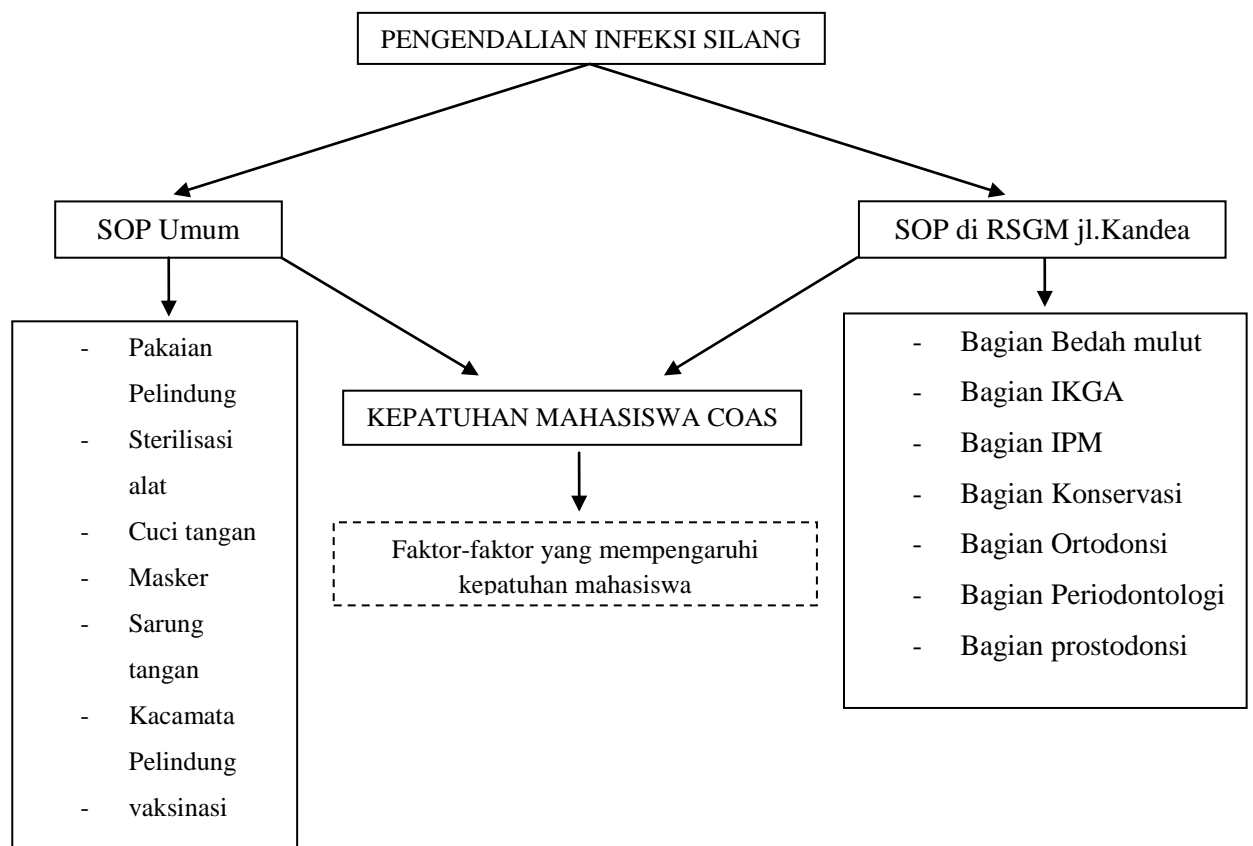 PENGENDALIAN INFEKSI SILANG
SOP Umum
SOP di RSGM jl.Kandea
- Pakaian
Pelindung
- Sterilisasi
alat
- Cuci tangan
- Masker
- Sarung
tangan
- Kacamata
Pelindung
- vaksinasi
KEPATUHAN MAHASISWA COAS
Faktor-faktor yang mempengaruhi
kepatuhan mahasiswa
- Bagian Bedah mulut
- Bagian IKGA
- Bagian IPM
- Bagian Konservasi
- Bagian Ortodonsi
- Bagian Periodontologi
- Bagian prostodonsi